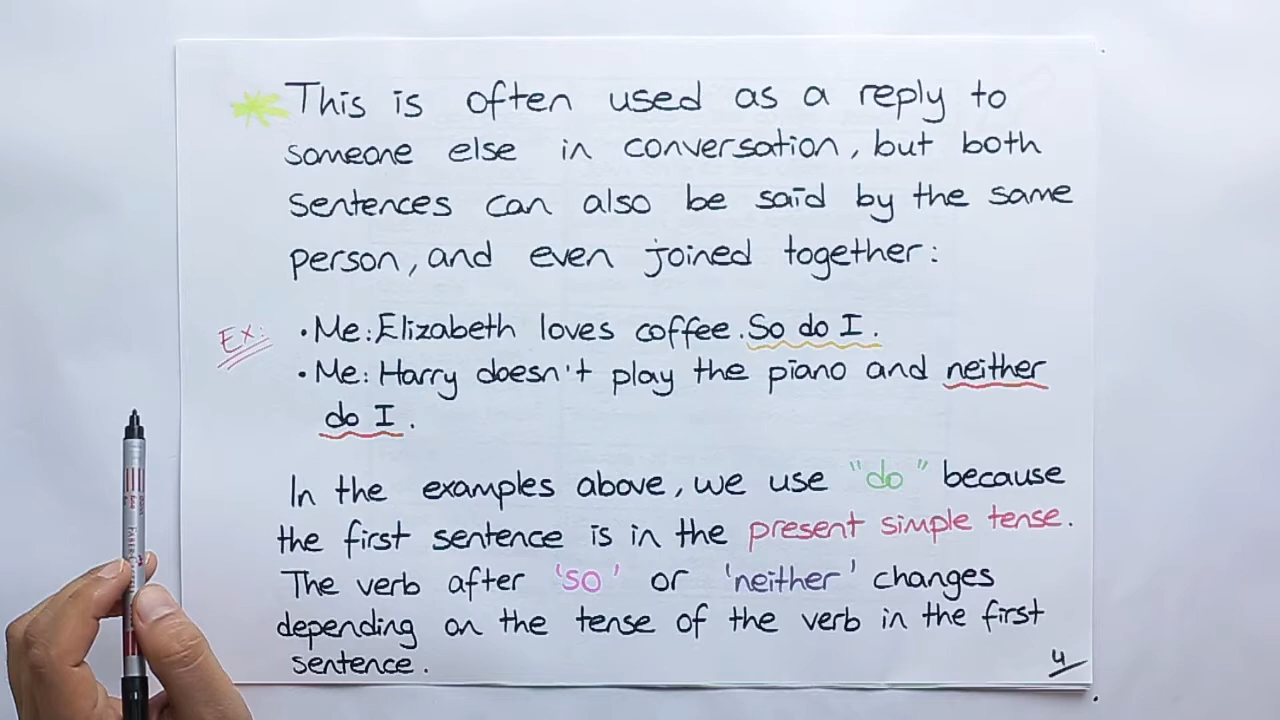 This is often used as a reply to
someone else in conversation, but both
sentences can also be said by the same
person, and even joined together:
Ex:
• Me: Elizabeth loves coffee. So do I.
• Me: Harry doesn't play the piano and neither
do I.
In the examples above, we use "do" because
the first sentence is in the present simple tense.
The verb after 'so' or 'neither' changes
depending on the tense of the verb in the first
sentence.
4